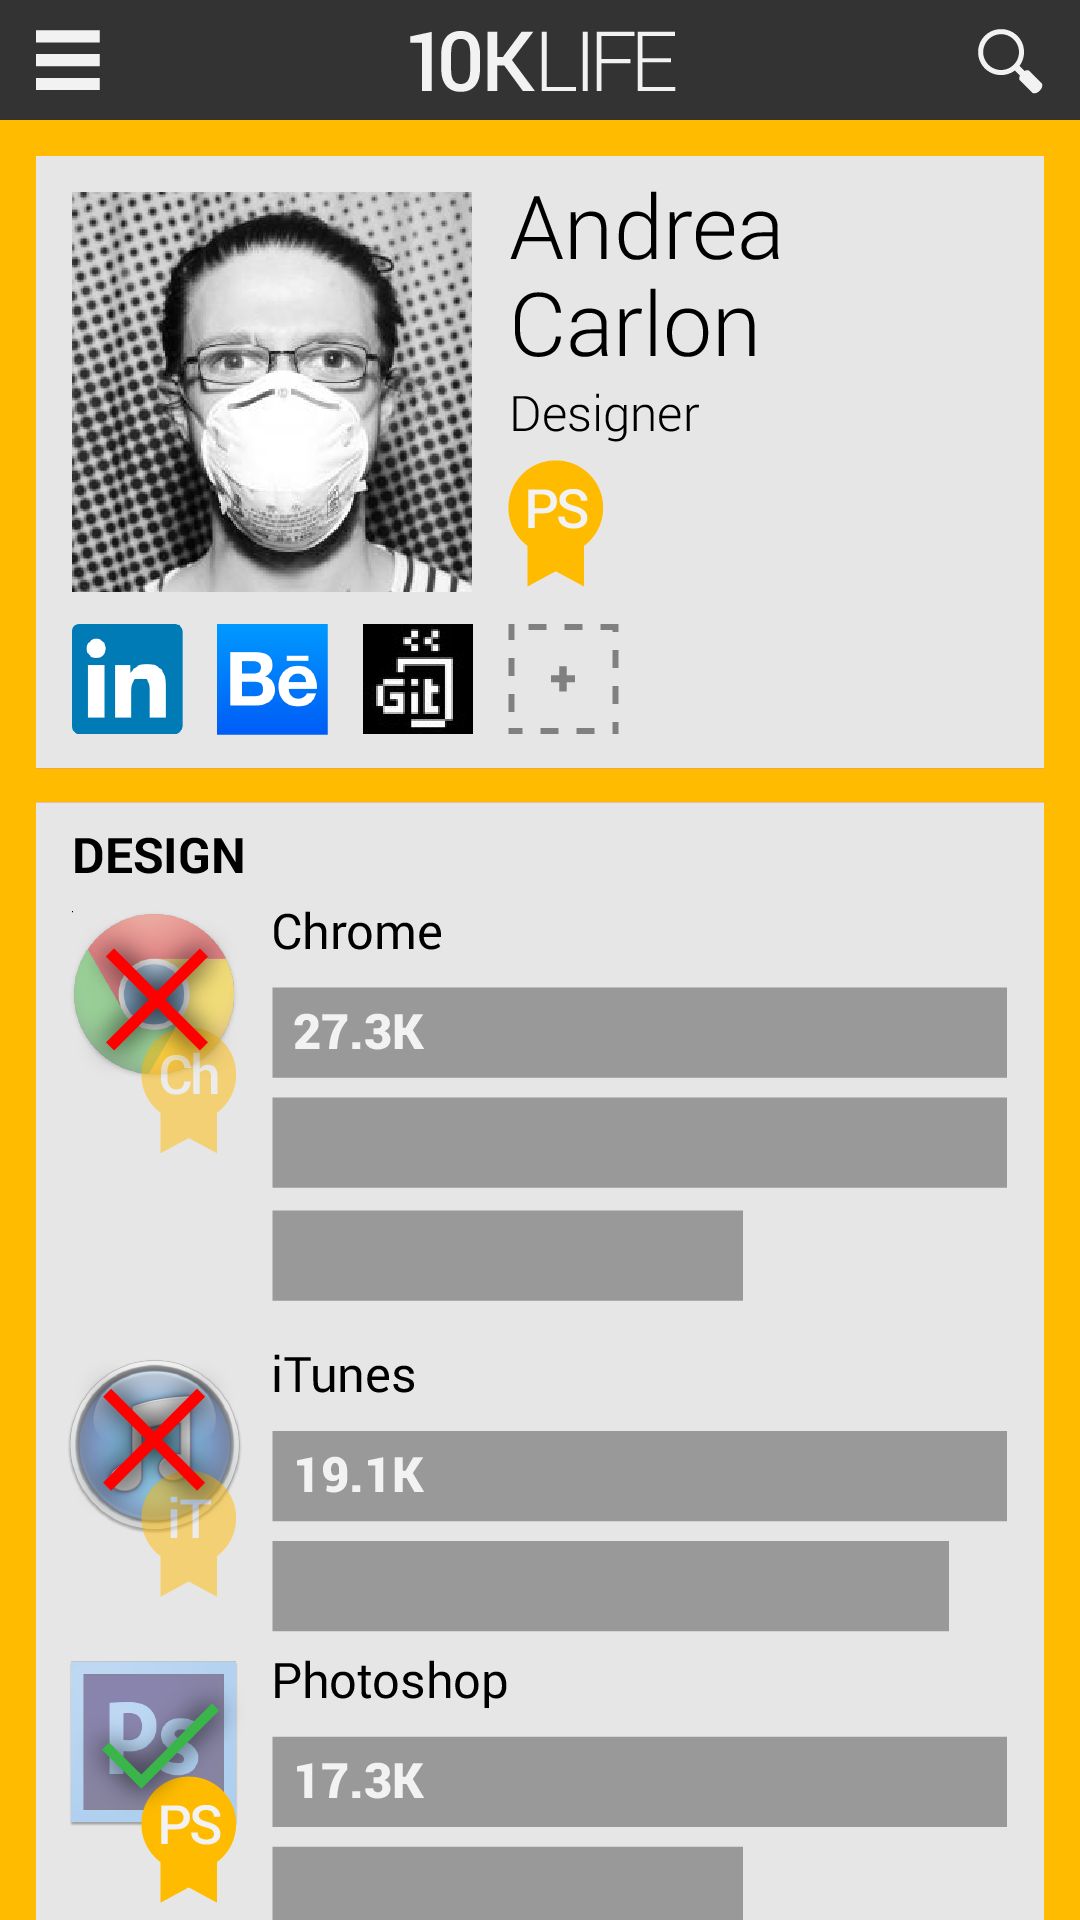 10KLIFE
Andrea
Carlon
Designer
PS
in
Bē
Git
+
DESIGN
Chrome
27.3K
Ch
iTunes
19.1K
iT
Photoshop
Ps
17.3K
PS